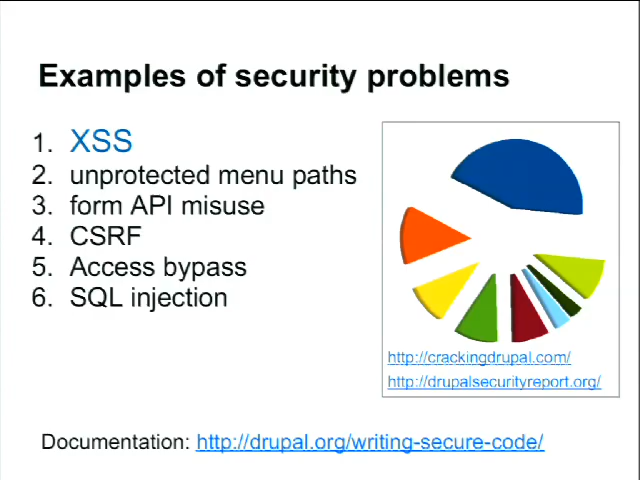 Examples of security problems
1. XSS
2. unprotected menu paths
3. form API misuse
4. CSRF
5. Access bypass
6. SQL injection
http://crackingdrupal.com/
http://drupalsecurityreport.org/
Documentation: http://drupal.org/writing-secure-code/